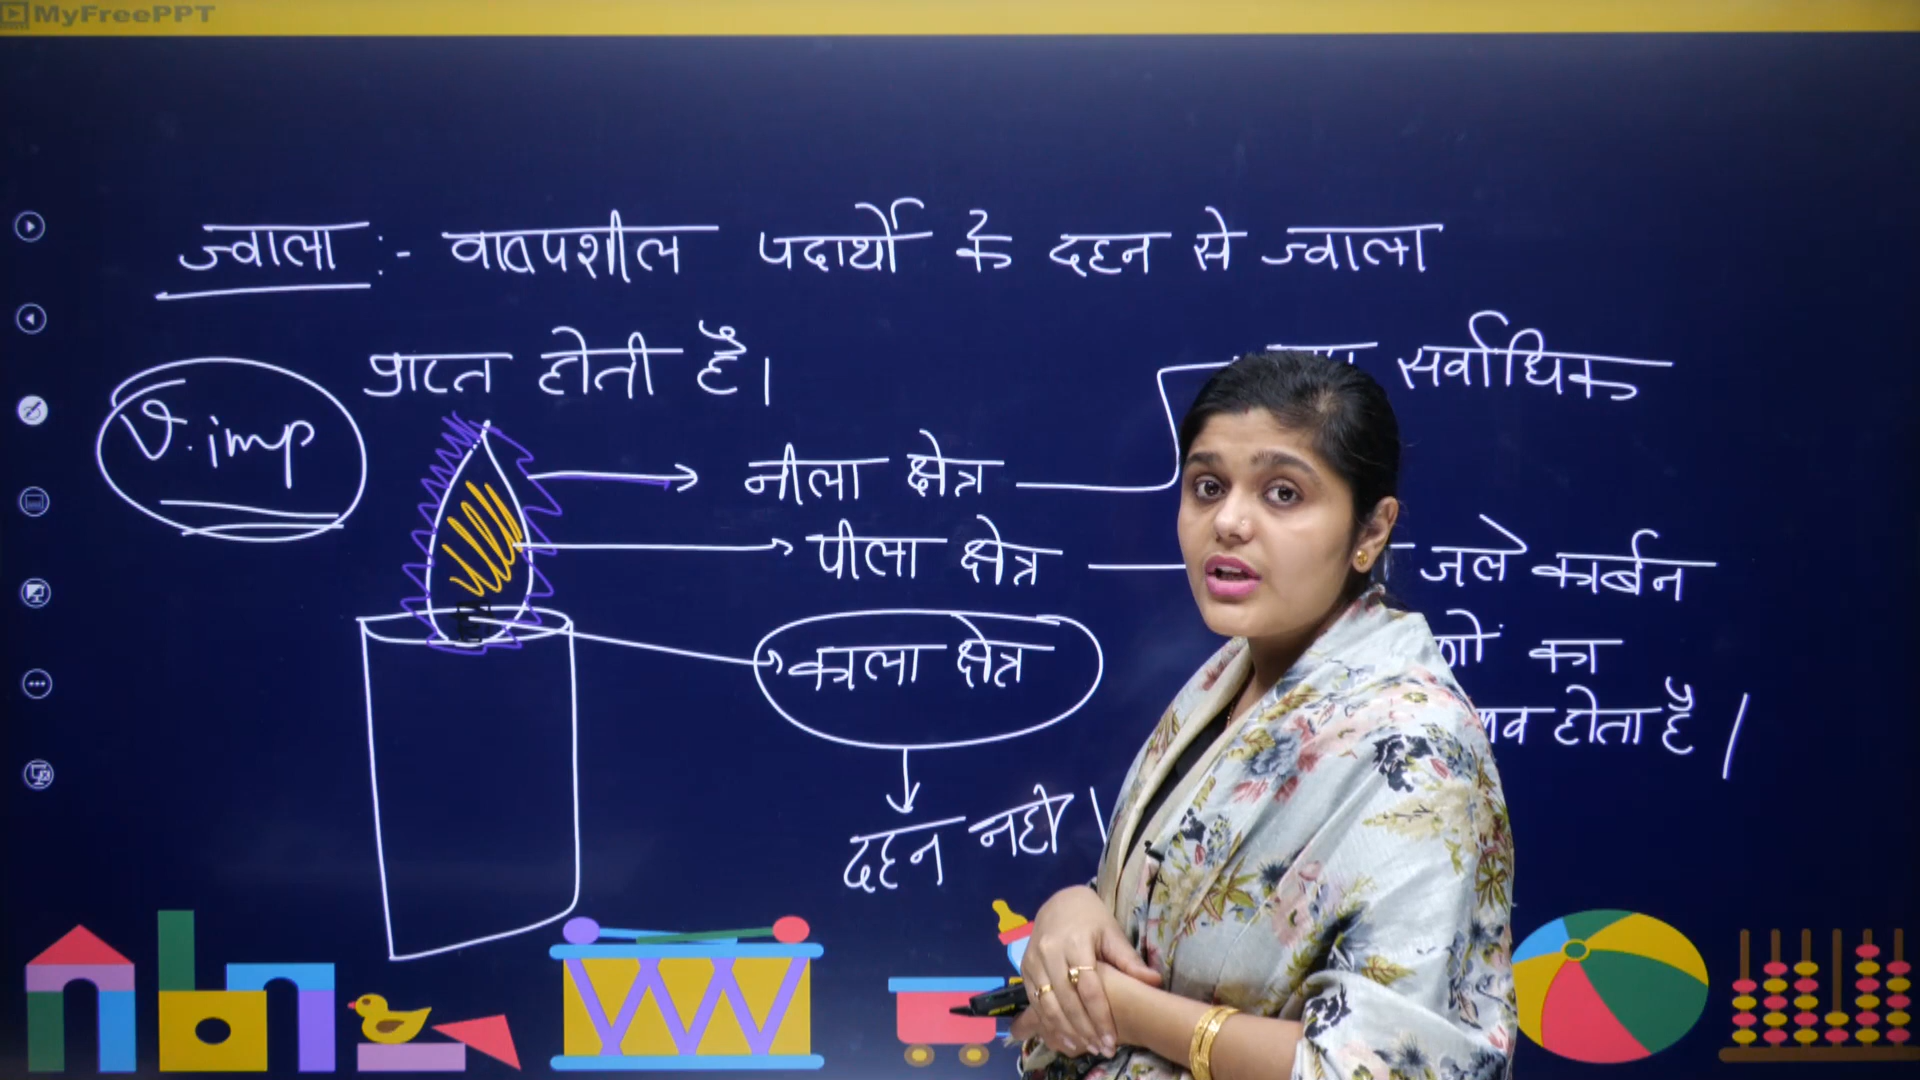 MyFreePPT
ज्वाला :- वाष्पशील पदार्थों के दहन से ज्वाला
प्राप्त होती है।
V. imp
सर्वाधिक
नीला क्षेत्र
पीला क्षेत्र
जले कार्बन
काला क्षेत्र
का
होता है।
दहन नहीं।